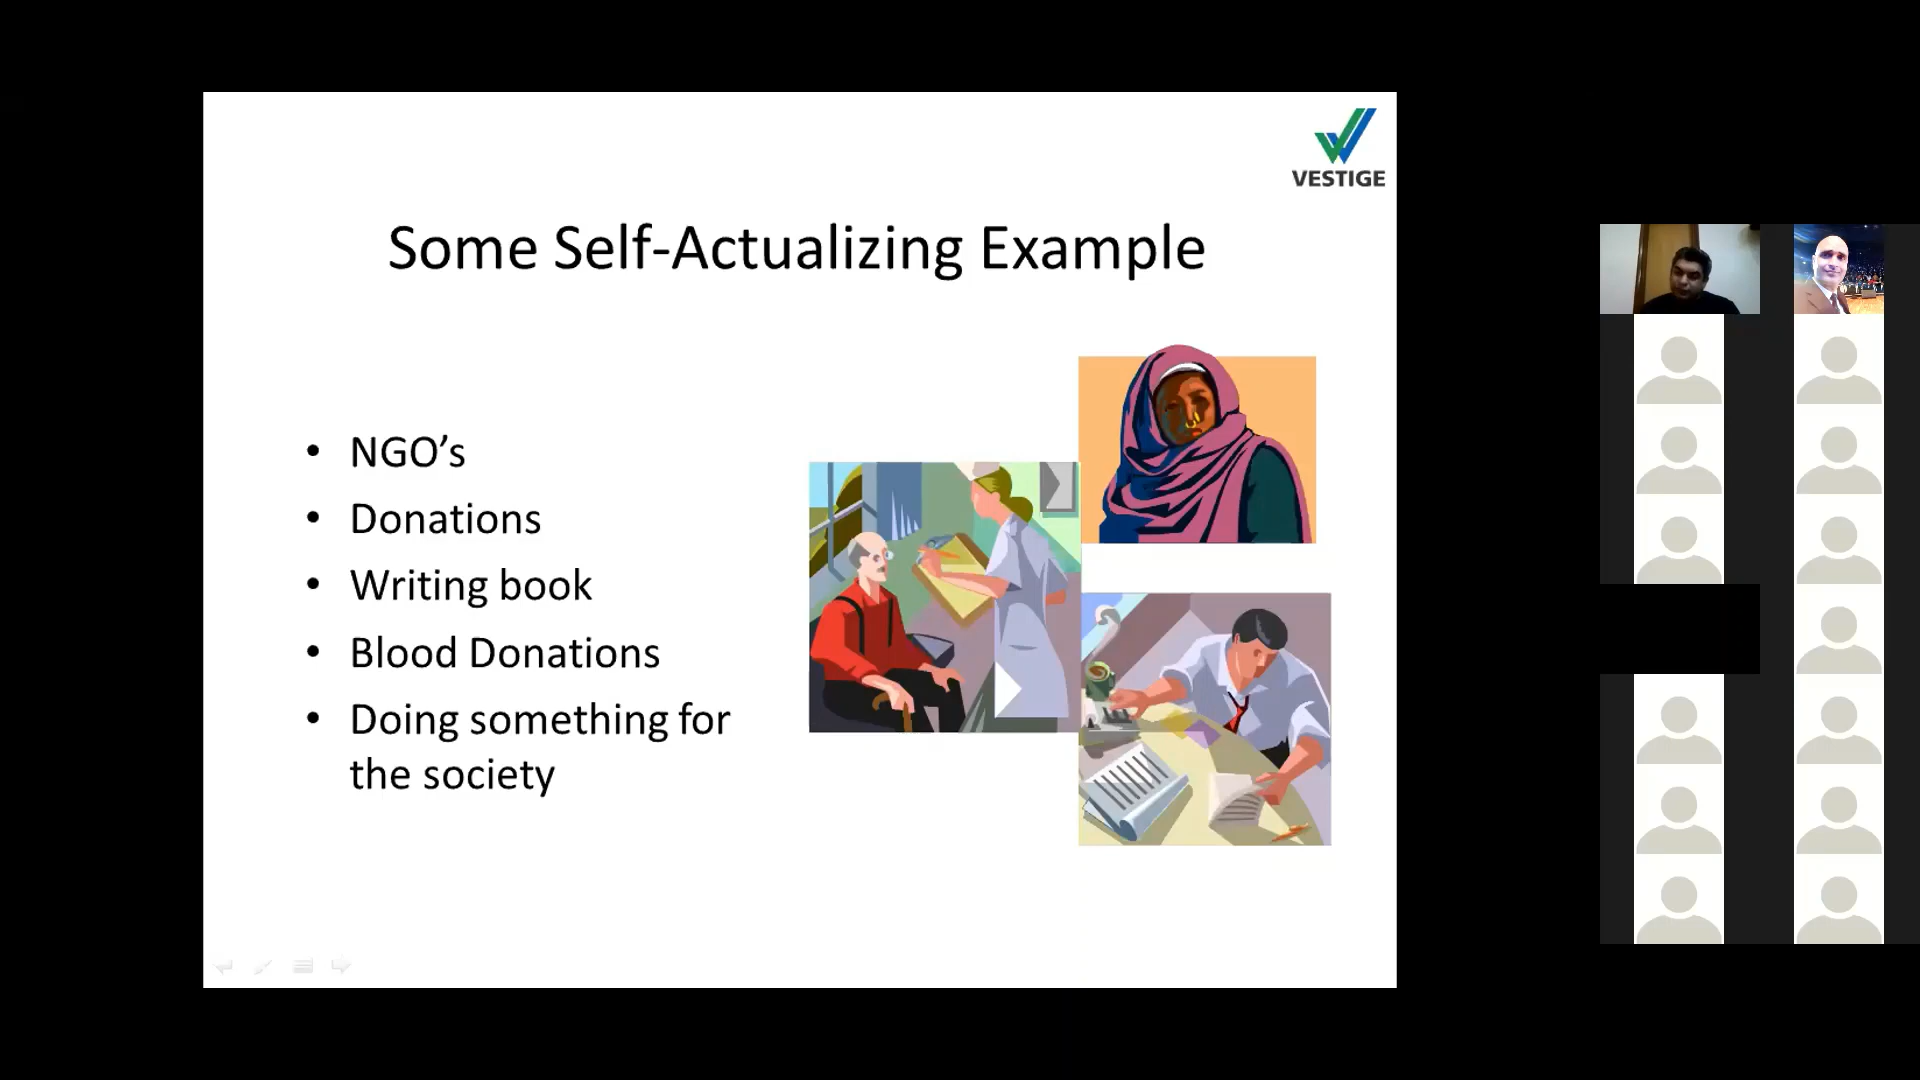 VESTIGE
Some Self-Actualizing Example
• NGO’s
• Donations
• Writing book
• Blood Donations
• Doing something for
the society